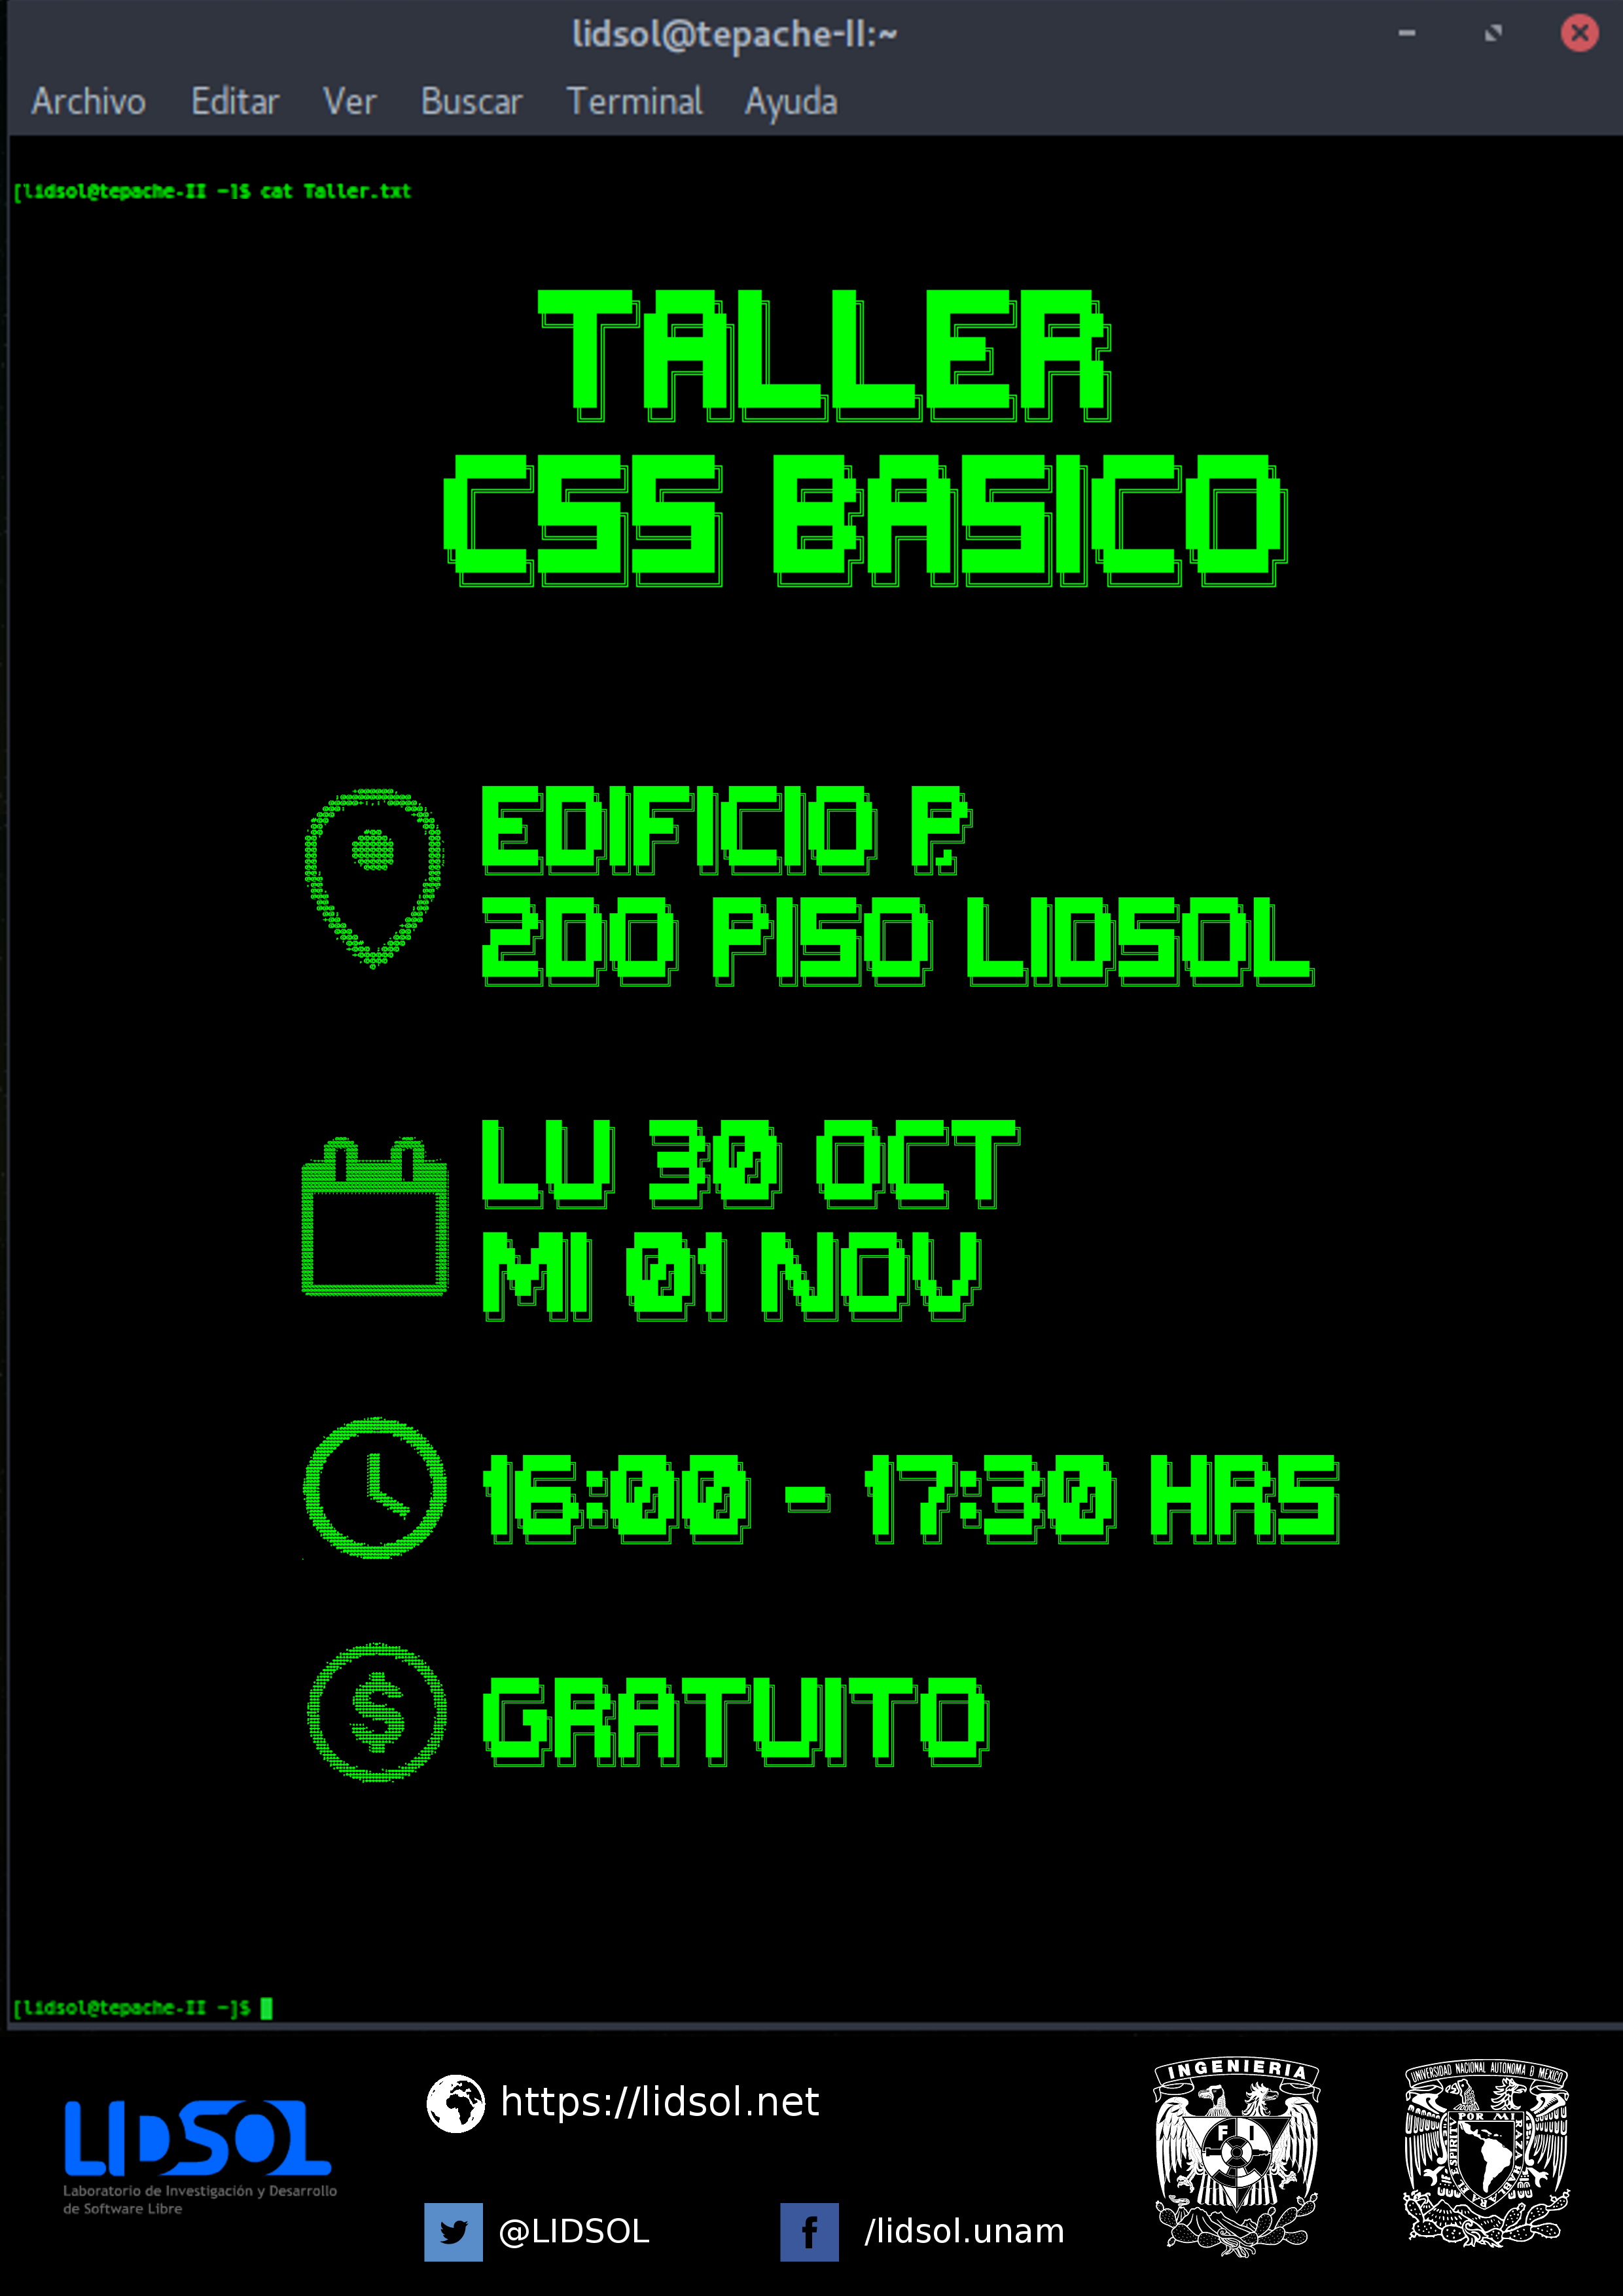 lidsol@tepache-II:~
Archivo Editar Ver Buscar Terminal Ayuda
[lidsol@tepache-II ~]$ cat Taller.txt
TALLER
CSS BASICO
EDIFICIO P,
2DO PISO LIDSOL
LU 30 OCT
MI 01 NOV
16:00 - 17:30 HRS
$ GRATUITO
[lidsol@tepache-II ~]$
LIDSOL
Laboratorio de Investigación y Desarrollo
de Software Libre
https://lidsol.net
@LIDSOL
/lidsol.unam
INGENIERIA
F I
UNIVERSIDAD NACIONAL AUTONOMA D MEXICO
POR MI RAZA HABLARA EL ESPIRITU